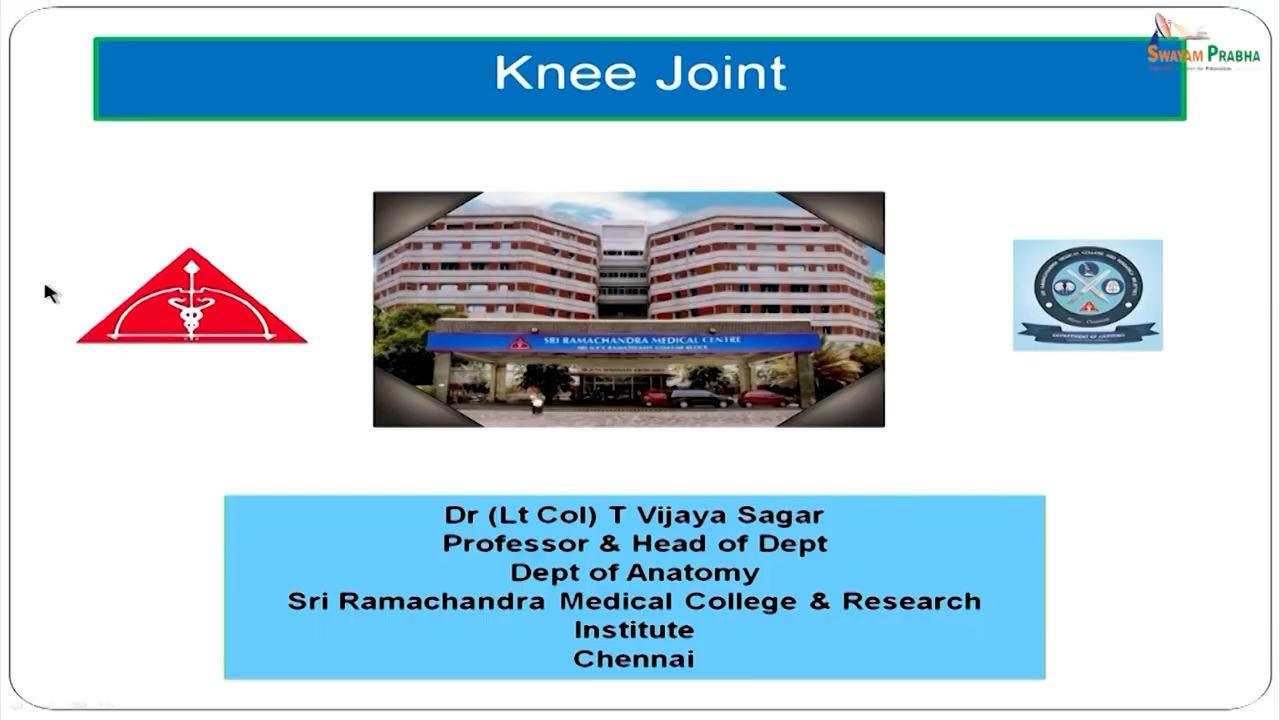 Knee Joint
SWAYAM PRABHA
SRI RAMACHANDRA MEDICAL CENTRE
Dr (Lt Col) T Vijaya Sagar
Professor & Head of Dept
Dept of Anatomy
Sri Ramachandra Medical College & Research
Institute
Chennai